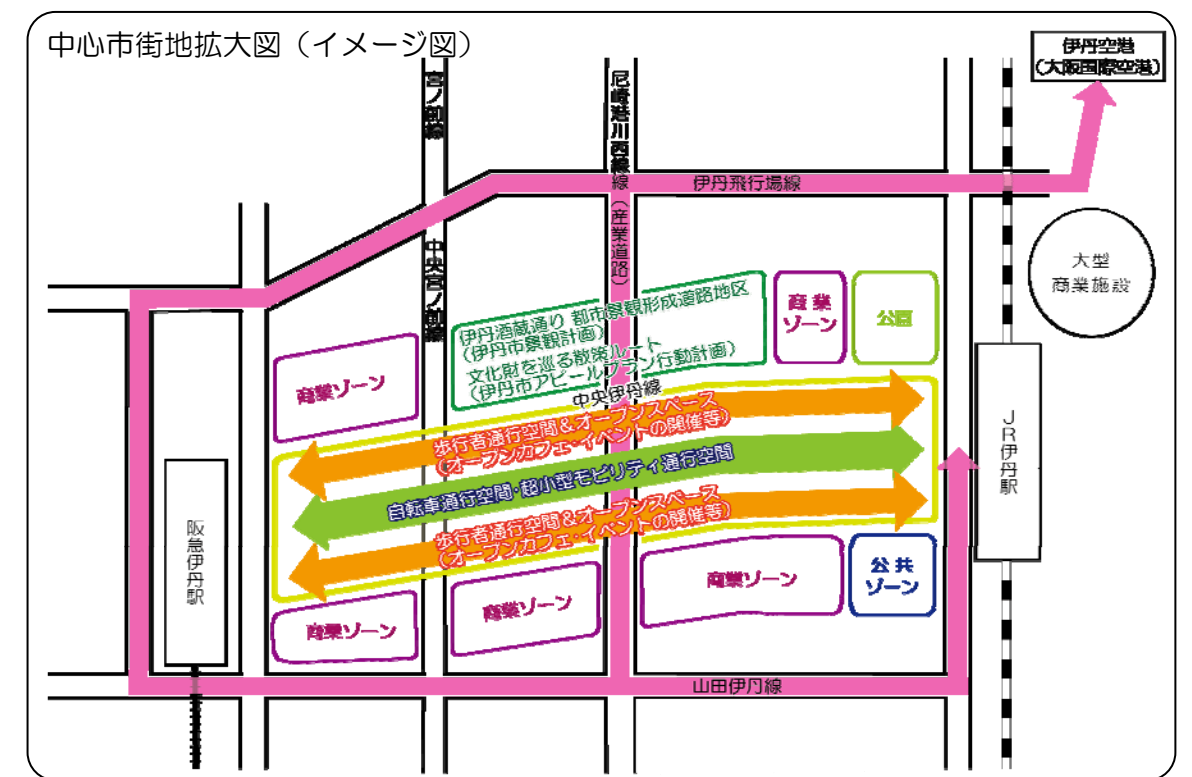 中心市街地拡大図（イメージ図）
伊丹空港
（大阪国際空港）
宮ノ前線
尼崎港川西線
線（産業道路）
伊丹飛行場線
中央宮ノ前線
大型
商業施設
伊丹酒蔵通り 都市景観形成道路地区
（伊丹市景観計画）
文化財を巡る散策ルート
（伊丹市アピールプラン行動計画）
商業
ゾーン
公園
商業ゾーン
中央伊丹線
歩行者通行空間＆オープンスペース
（オープンカフェ・イベントの開催等）
自転車通行空間・超小型モビリティ通行空間
歩行者通行空間＆オープンスペース
（オープンカフェ・イベントの開催等）
JR伊丹駅
阪急伊丹駅
商業ゾーン
公共
ゾーン
商業ゾーン
商業ゾーン
山田伊丹線